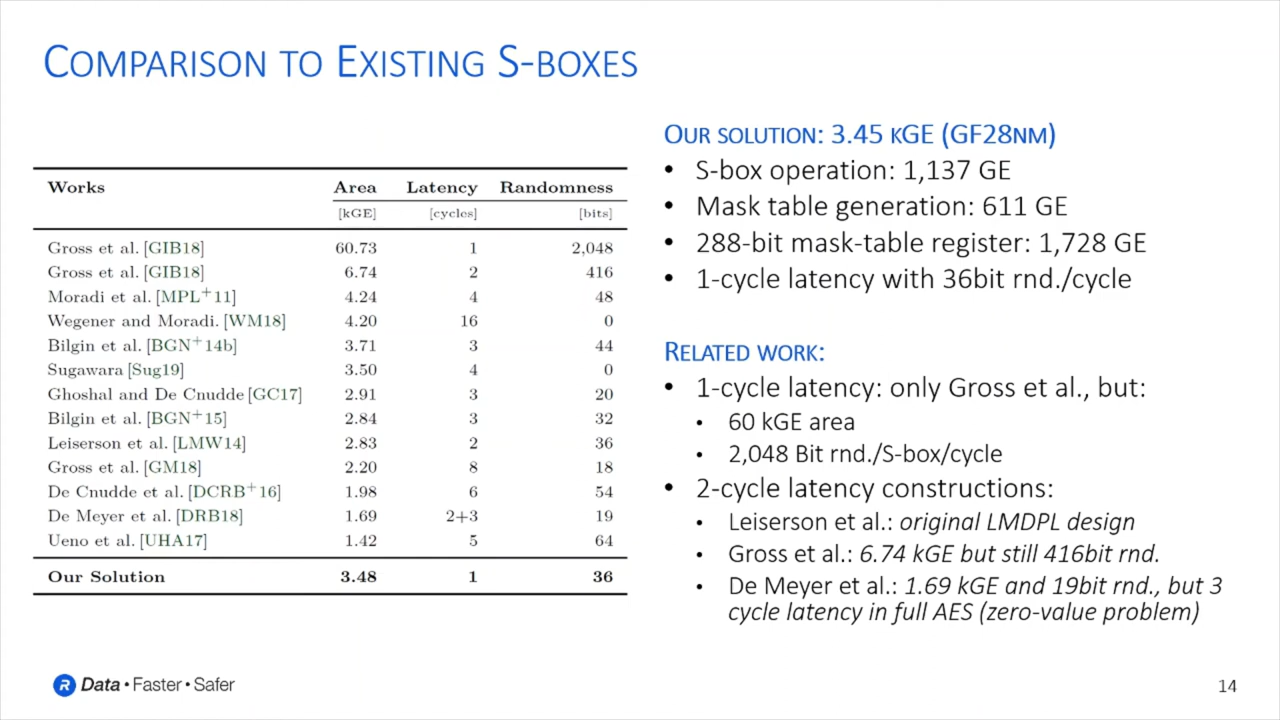 COMPARISON TO EXISTING S-BOXES
Works Area Latency Randomness
[kGE] [cycles] [bits]
Gross et al. [GIB18] 60.73 1 2,048
Gross et al. [GIB18] 6.74 2 416
Moradi et al. [MPL+11] 4.24 4 48
Wegener and Moradi. [WM18] 4.20 16 0
Bilgin et al. [BGN+14b] 3.71 3 44
Sugawara [Sug19] 3.50 4 0
Ghoshal and De Cnudde [GC17] 2.91 3 20
Bilgin et al. [BGN+15] 2.84 3 32
Leiserson et al. [LMW14] 2.83 2 36
Gross et al. [GM18] 2.20 8 18
De Cnudde et al. [DCRB+16] 1.98 6 54
De Meyer et al. [DRB18] 1.69 2+3 19
Ueno et al. [UHA17] 1.42 5 64
Our Solution 3.48 1 36
OUR SOLUTION: 3.45 KGE (GF28NM)
• S-box operation: 1,137 GE
• Mask table generation: 611 GE
• 288-bit mask-table register: 1,728 GE
• 1-cycle latency with 36bit rnd./cycle
RELATED WORK:
• 1-cycle latency: only Gross et al., but:
• 60 kGE area
• 2,048 Bit rnd./S-box/cycle
• 2-cycle latency constructions:
• Leiserson et al.: original LMDPL design
• Gross et al.: 6.74 kGE but still 416bit rnd.
• De Meyer et al.: 1.69 kGE and 19bit rnd., but 3
cycle latency in full AES (zero-value problem)
R Data • Faster • Safer
14